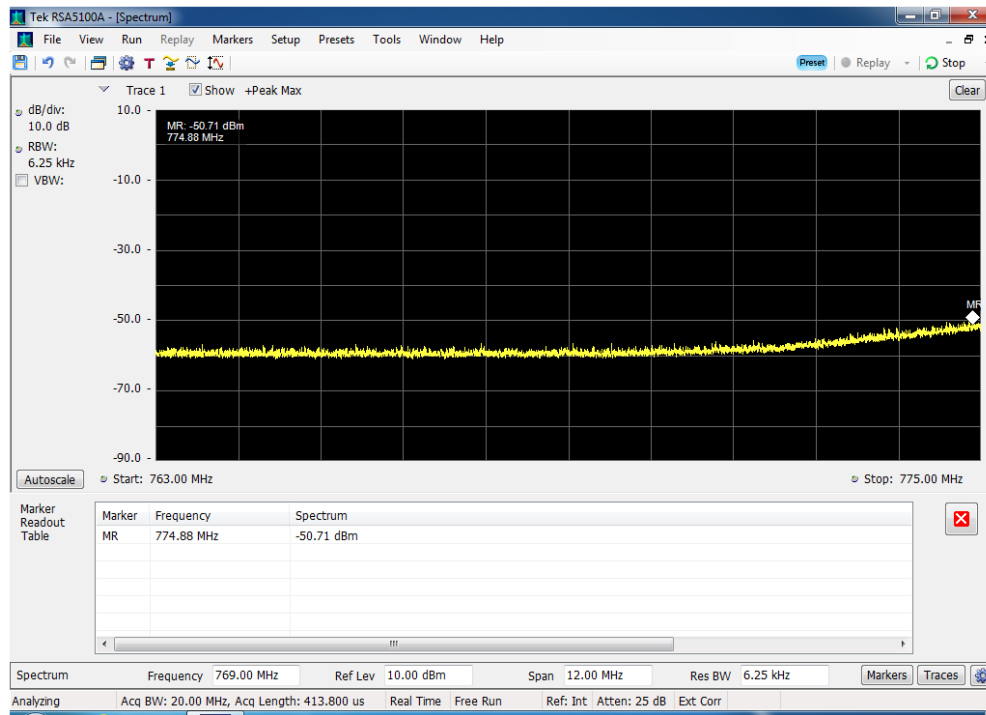 Tek RSA5100A - [Spectrum]
File View Run Replay Markers Setup Presets Tools Window Help
T Preset Replay Stop
Trace 1 Show +Peak Max Clear
dB/div:
10.0 dB
RBW:
6.25 kHz
VBW:
10.0 -
-10.0 -
-30.0 -
-50.0 -
-70.0 -
-90.0 -
MR: -50.71 dBm
774.88 MHz
MR
Autoscale Start: 763.00 MHz Stop: 775.00 MHz
Marker
Readout
Table
Marker Frequency Spectrum
MR 774.88 MHz -50.71 dBm
Spectrum Frequency 769.00 MHz Ref Lev 10.00 dBm Span 12.00 MHz Res BW 6.25 kHz Markers Traces
Analyzing Acq BW: 20.00 MHz, Acq Length: 413.800 us Real Time Free Run Ref: Int Atten: 25 dB Ext Corr